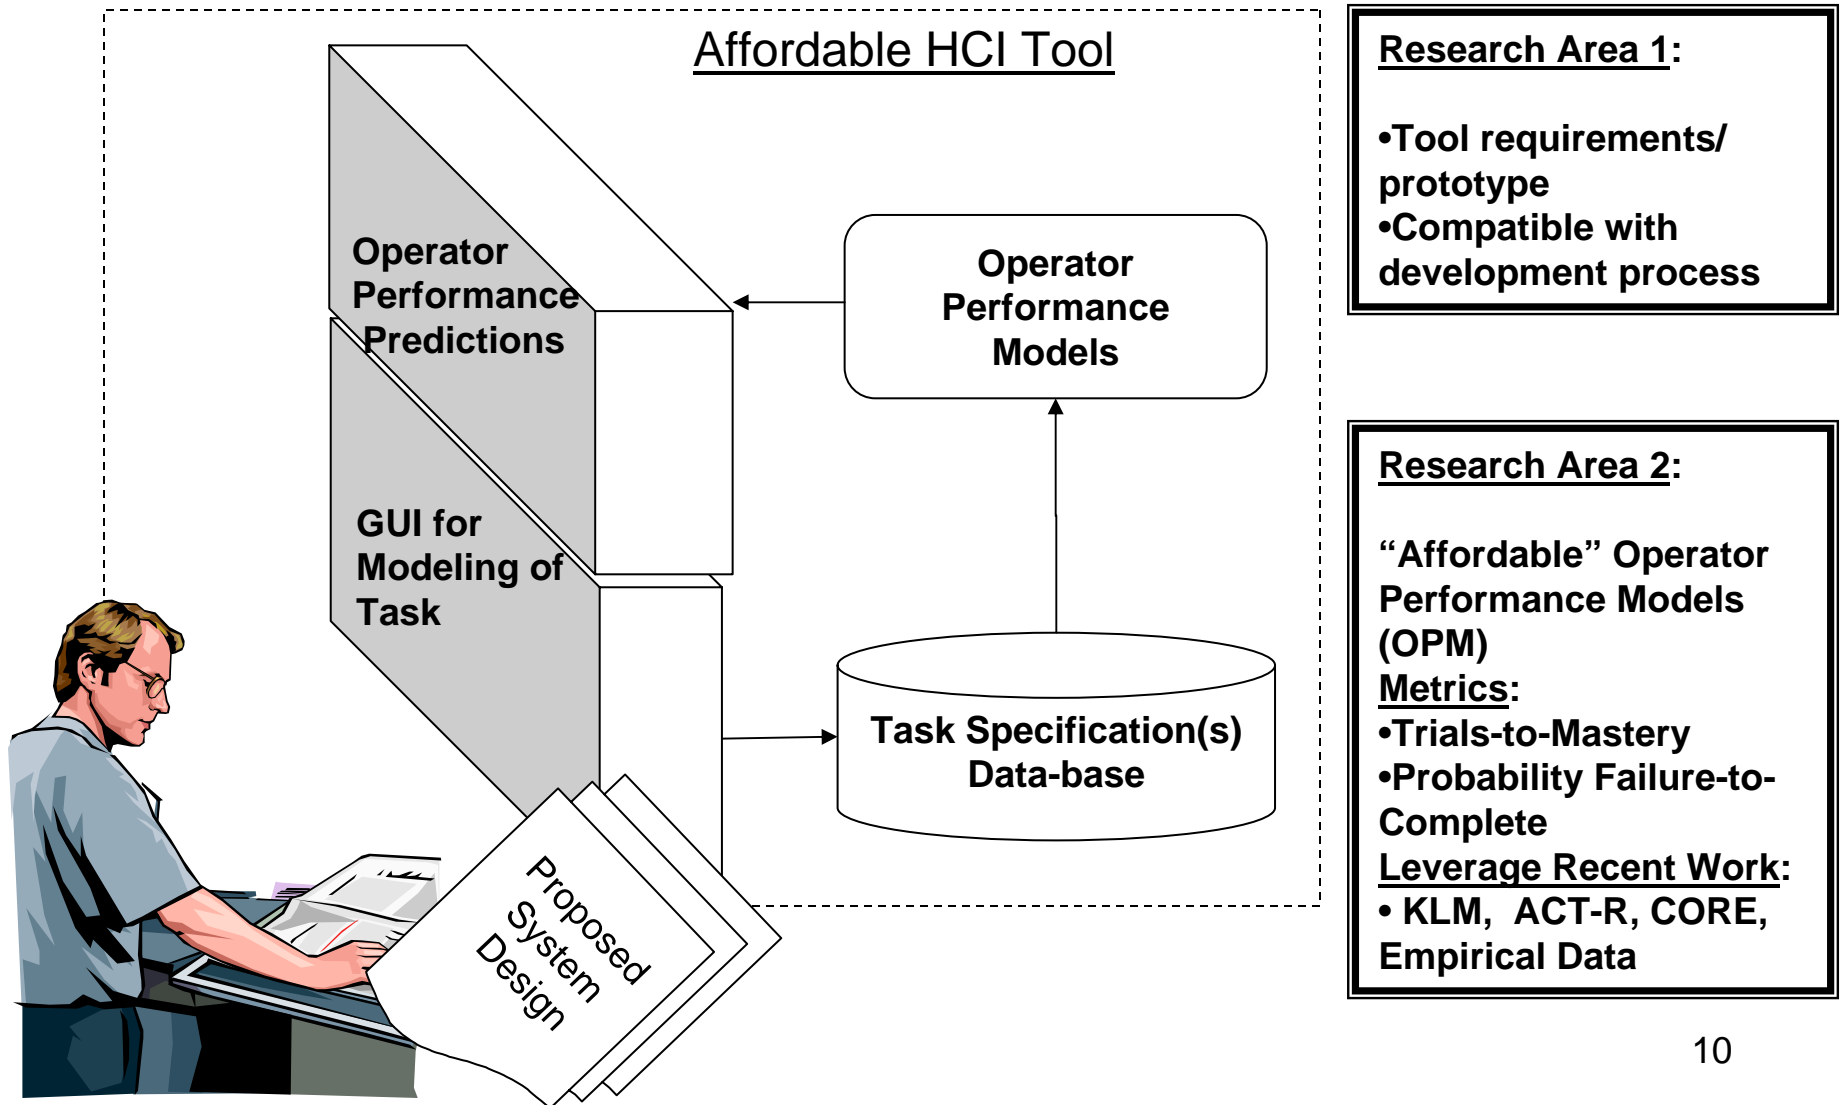 Affordable HCI Tool
Operator
Performance
Predictions
GUI for
Modeling of
Task
Operator
Performance
Models
Task Specification(s)
Data-base
Proposed
System
Design
Research Area 1:
•Tool requirements/
prototype
•Compatible with
development process
Research Area 2:
“Affordable” Operator
Performance Models
(OPM)
Metrics:
•Trials-to-Mastery
•Probability Failure-to-
Complete
Leverage Recent Work:
• KLM, ACT-R, CORE,
Empirical Data
10